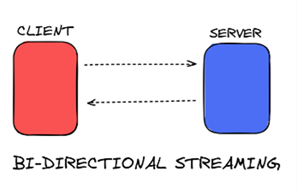 CLIENT
SERVER
BI-DIRECTIONAL STREAMING